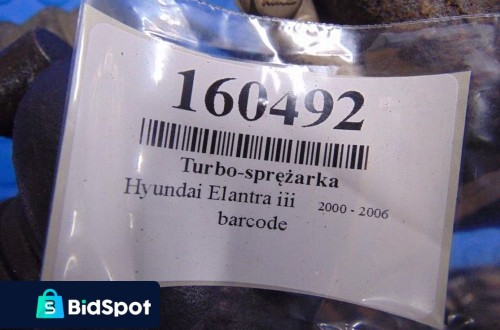 160492
Turbo-sprężarka
Hyundai Elantra iii 2000 - 2006
barcode
BidSpot